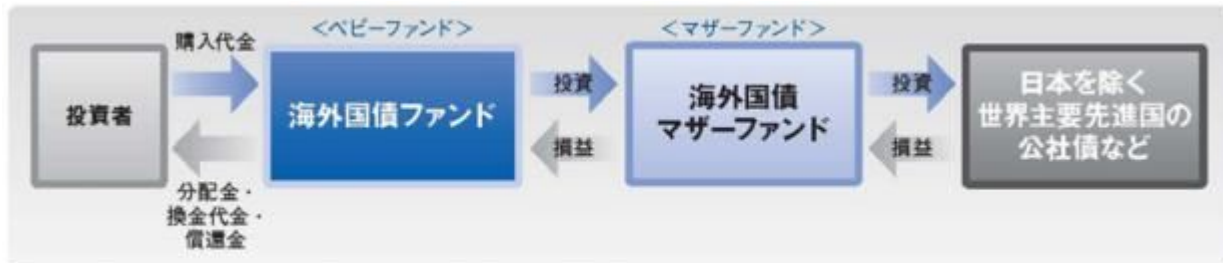 購入代金
投資者
分配金・
換金代金・
償還金
<ベビーファンド>
海外国債ファンド
投資
損益
<マザーファンド>
海外国債
マザーファンド
投資
損益
日本を除く
世界主要先進国の
公社債など